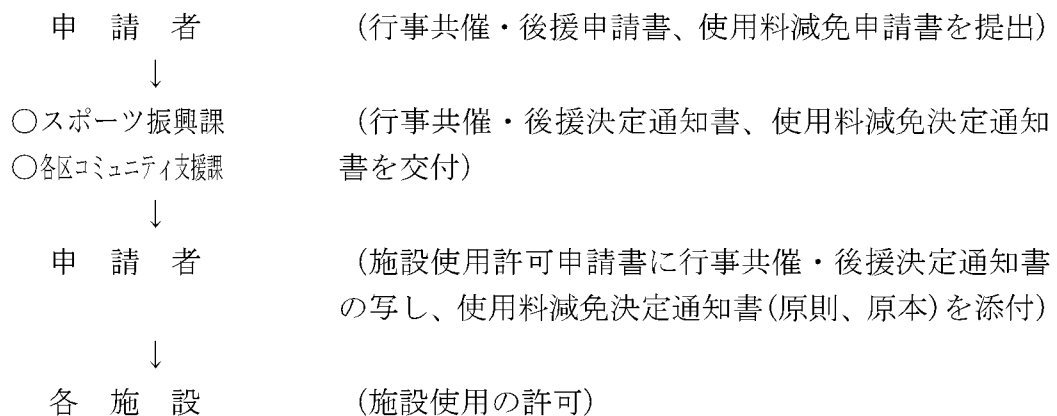 申　請　者　　　　（行事共催・後援申請書、使用料減免申請書を提出）
↓
○スポーツ振興課　　　　（行事共催・後援決定通知書、使用料減免決定通知
○各区コミュニティ支援課　　　　書を交付）
↓
申　請　者　　　　（施設使用許可申請書に行事共催・後援決定通知書
の写し、使用料減免決定通知書(原則、原本)を添付）
↓
各　施　設　　　　（施設使用の許可）